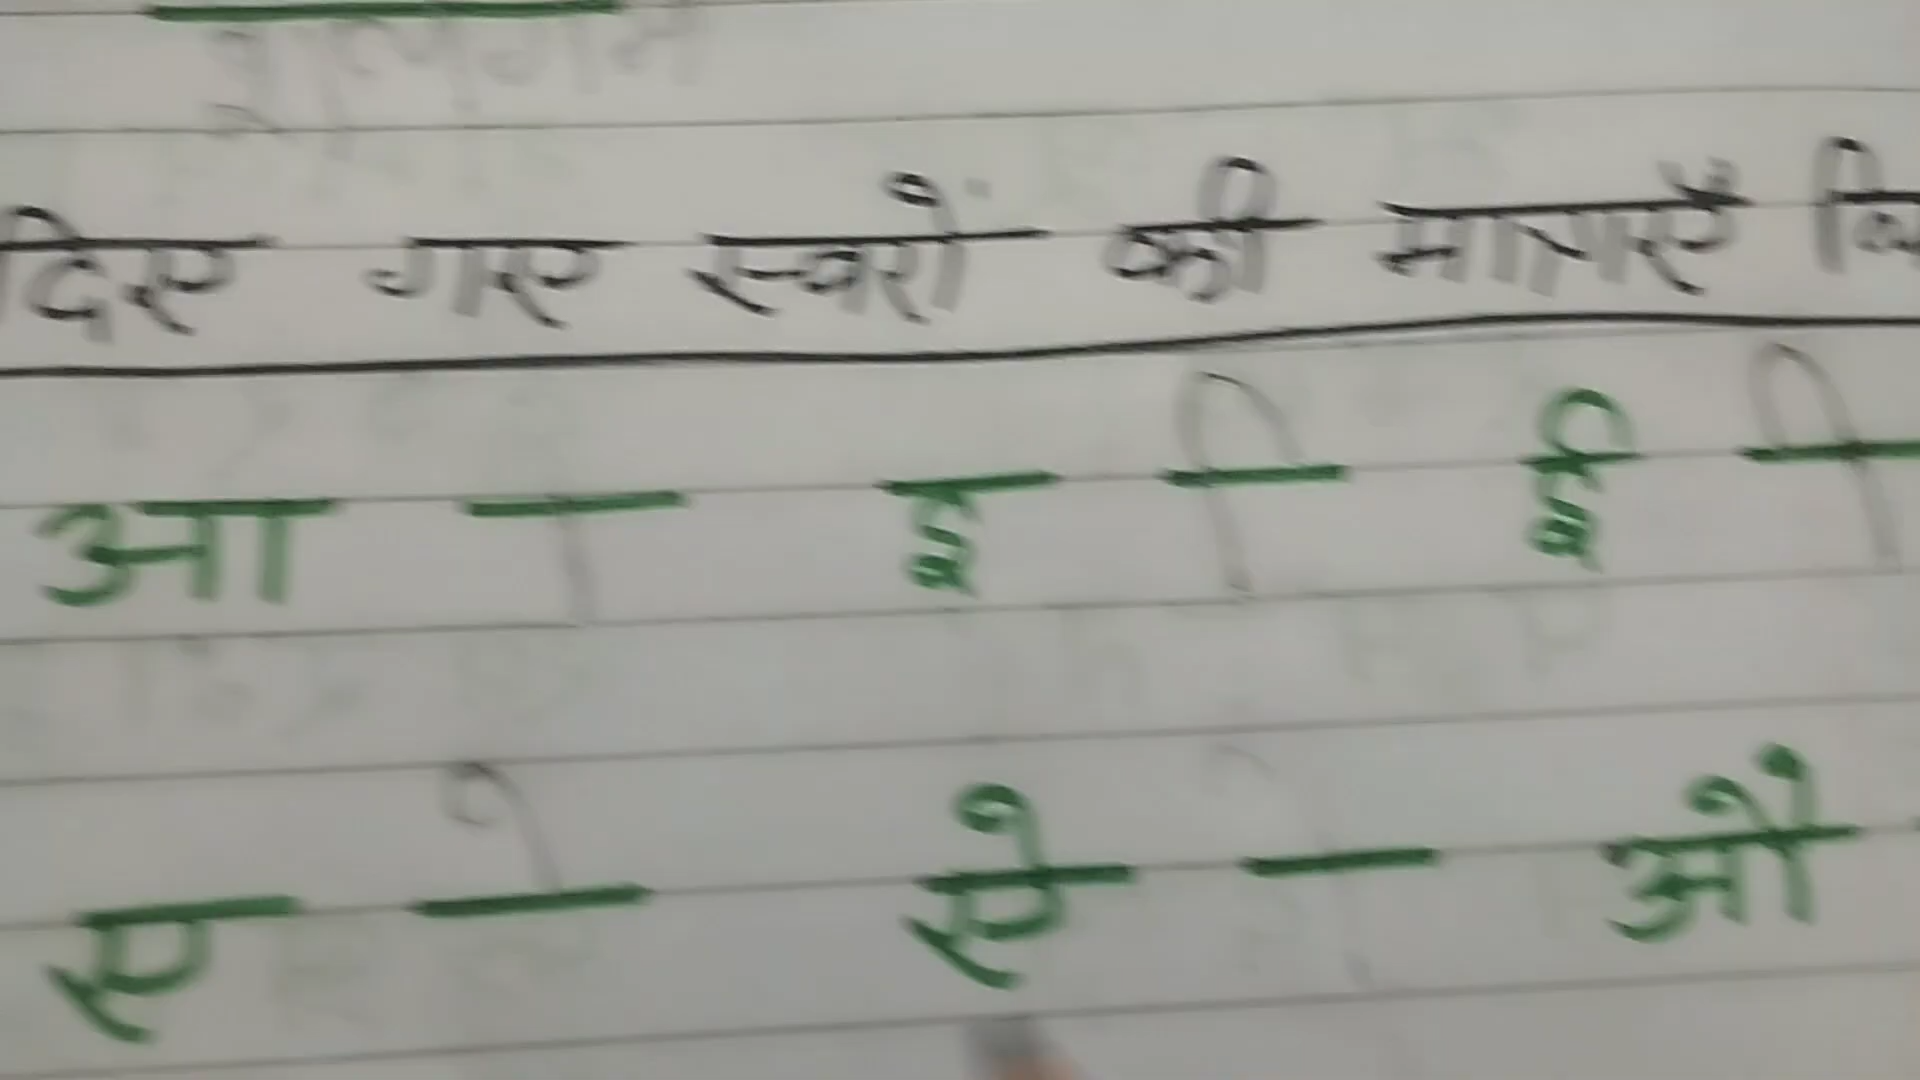 दिए गए स्वरों की मात्राएँ
आ ा इ ि ई ि
ए े ऐ ओ